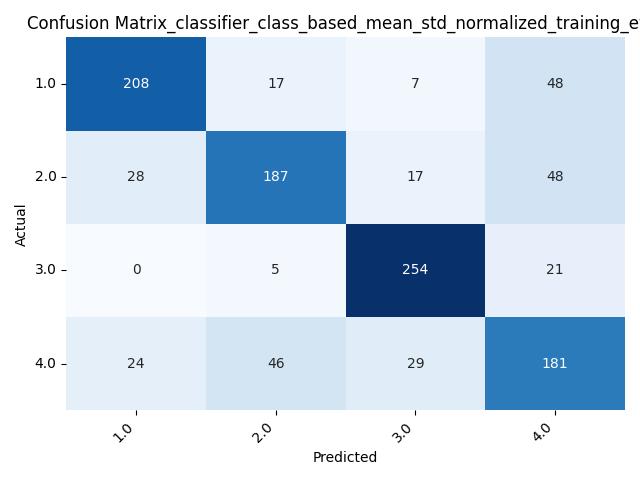 Confusion Matrix_classifier_class_based_mean_std_normalized_training_e
1.0 208 17 7 48
2.0 28 187 17 48
3.0 0 5 254 21
4.0 24 46 29 181
Actual
1.0 2.0 3.0 4.0
Predicted